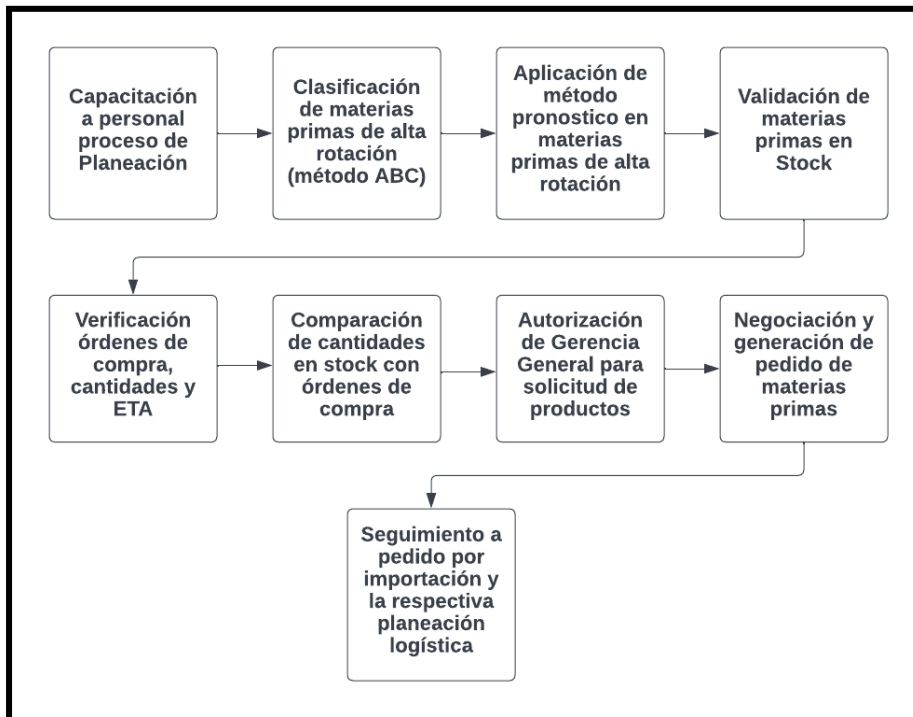 Capacitación
a personal
proceso de
Planeación
Clasificación
de materias
primas de alta
rotación
(método ABC)
Aplicación de
método
pronostico en
materias
primas de alta
rotación
Validación de
materias
primas en
Stock
Verificación
órdenes de
compra,
cantidades y
ETA
Comparación
de cantidades
en stock con
órdenes de
compra
Autorización
de Gerencia
General para
solicitud de
productos
Negociación y
generación de
pedido de
materias
primas
Seguimiento a
pedido por
importación y
la respectiva
planeación
logística